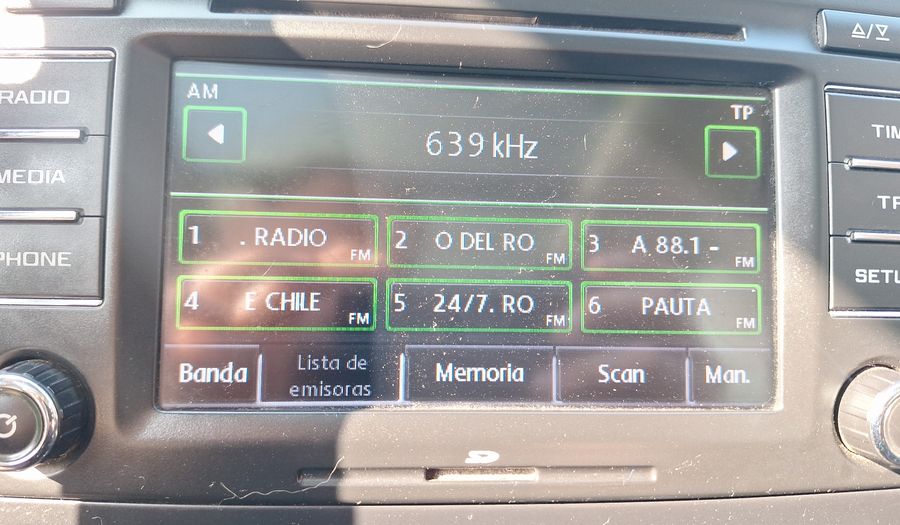 RADIO
MEDIA
PHONE
AM
TP
639 kHz
1 . RADIO FM
2 O DEL RO FM
3 A 88.1 - FM
4 E CHILE FM
5 24/7. RO FM
6 PAUTA FM
Banda
Lista de
emisoras
Memoria
Scan
Man.
TIM
TR
SETU
SD